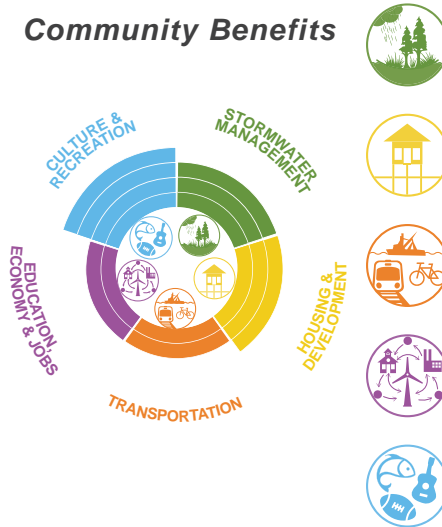 Community Benefits
CULTURE &
RECREATION
STORMWATER
MANAGEMENT
EDUCATION,
ECONOMY & JOBS
HOUSING &
DEVELOPMENT
TRANSPORTATION